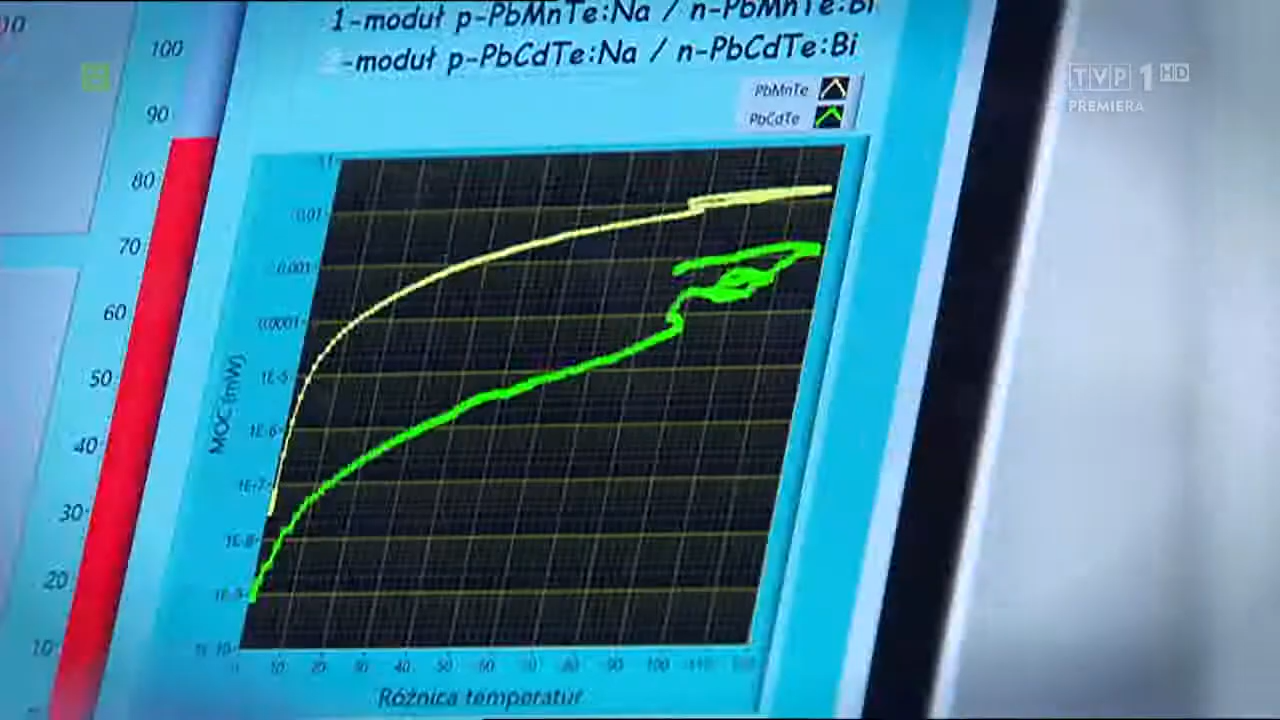 1-moduł p-PbMnTe:Na / n-PbMnTe:Bi
-moduł p-PbCdTe:Na / n-PbCdTe:Bi
PbMnTe
PbCdTe
TVP 1 HD
PREMIERA
100
90
80
70
60
50
40
30
20
10
0.01
0.001
0.0001
1E-5
1E-6
1E-7
1E-8
1E-9
1E-10
MOC (mW)
10 20 30 40 50 60 70 80 90 100 110 120
Różnica temperatur